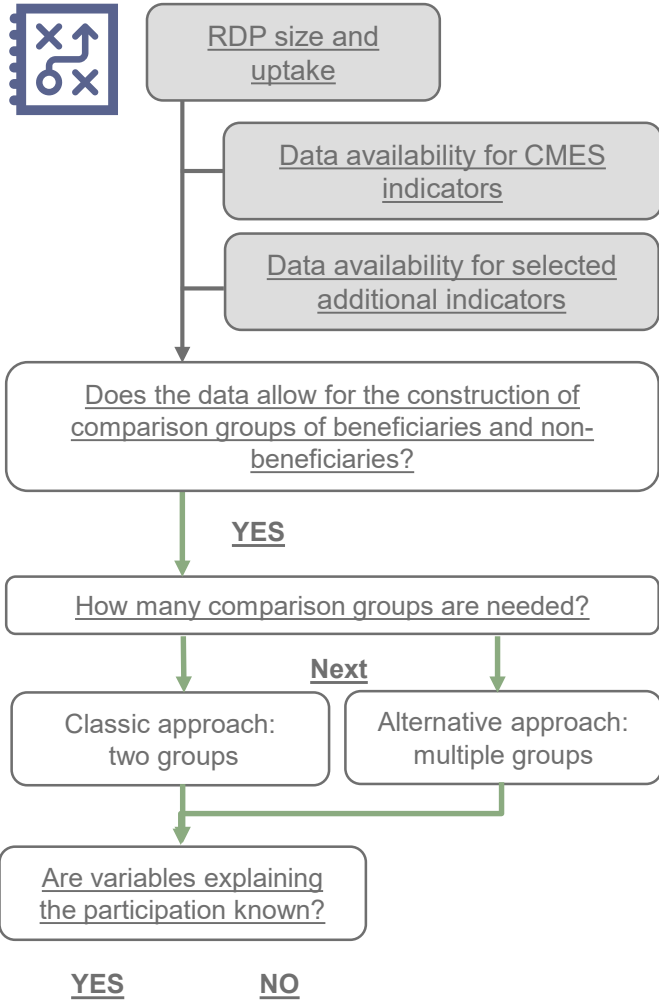 RDP size and
uptake
Data availability for CMES
indicators
Data availability for selected
additional indicators
Does the data allow for the construction of
comparison groups of beneficiaries and non-
beneficiaries?
YES
How many comparison groups are needed?
Next
Classic approach:
two groups
Alternative approach:
multiple groups
Are variables explaining
the participation known?
YES
NO